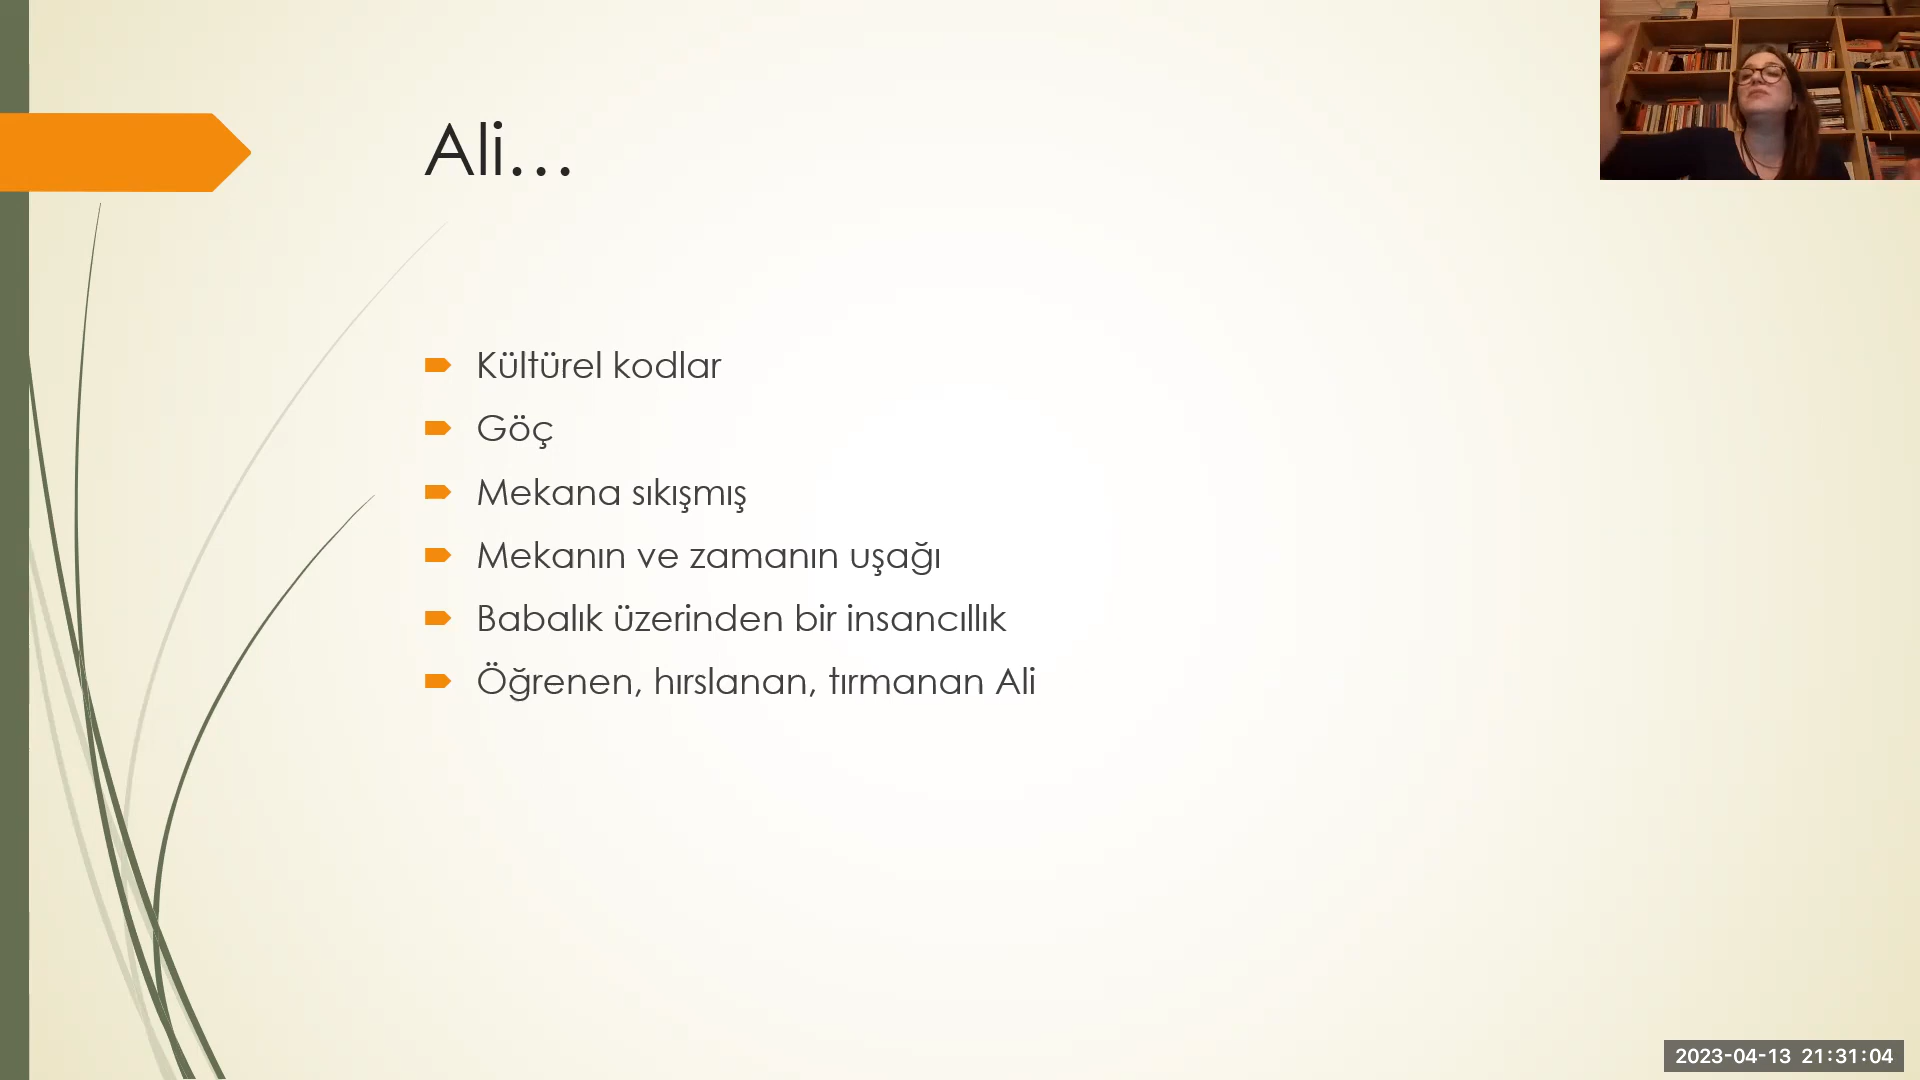 Ali...
Kültürel kodlar
Göç
Mekana sıkışmış
Mekanın ve zamanın uşağı
Babalık üzerinden bir insancıllık
Öğrenen, hırslanan, tırmanan Ali
2023-04-13 21:31:04